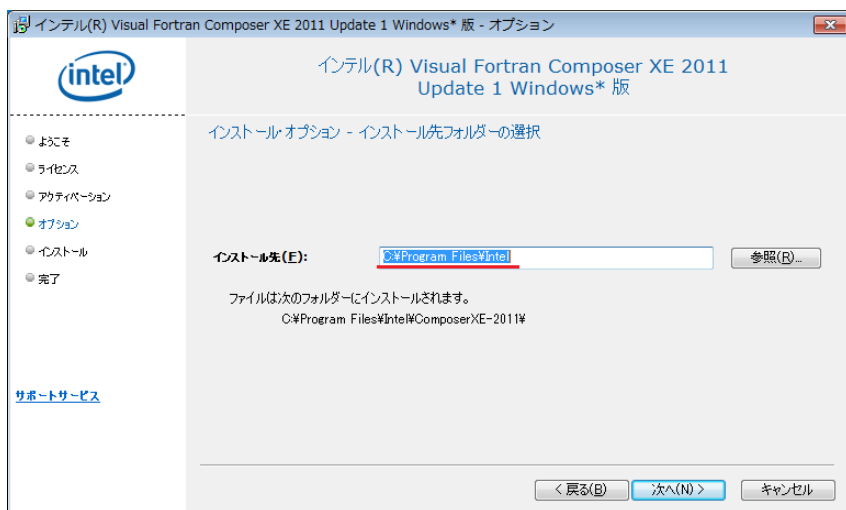 インテル(R) Visual Fortran Composer XE 2011 Update 1 Windows* 版 - オプション
intel
インテル(R) Visual Fortran Composer XE 2011
Update 1 Windows* 版
インストール・オプション - インストール先フォルダーの選択
ようこそ
ライセンス
アクティベーション
オプション
インストール
完了
インストール先(F):
C:¥Program Files¥Intel
参照(R)...
ファイルは次のフォルダーにインストールされます。
C:¥Program Files¥Intel¥ComposerXE-2011¥
サポートサービス
< 戻る(B)
次へ(N) >
キャンセル